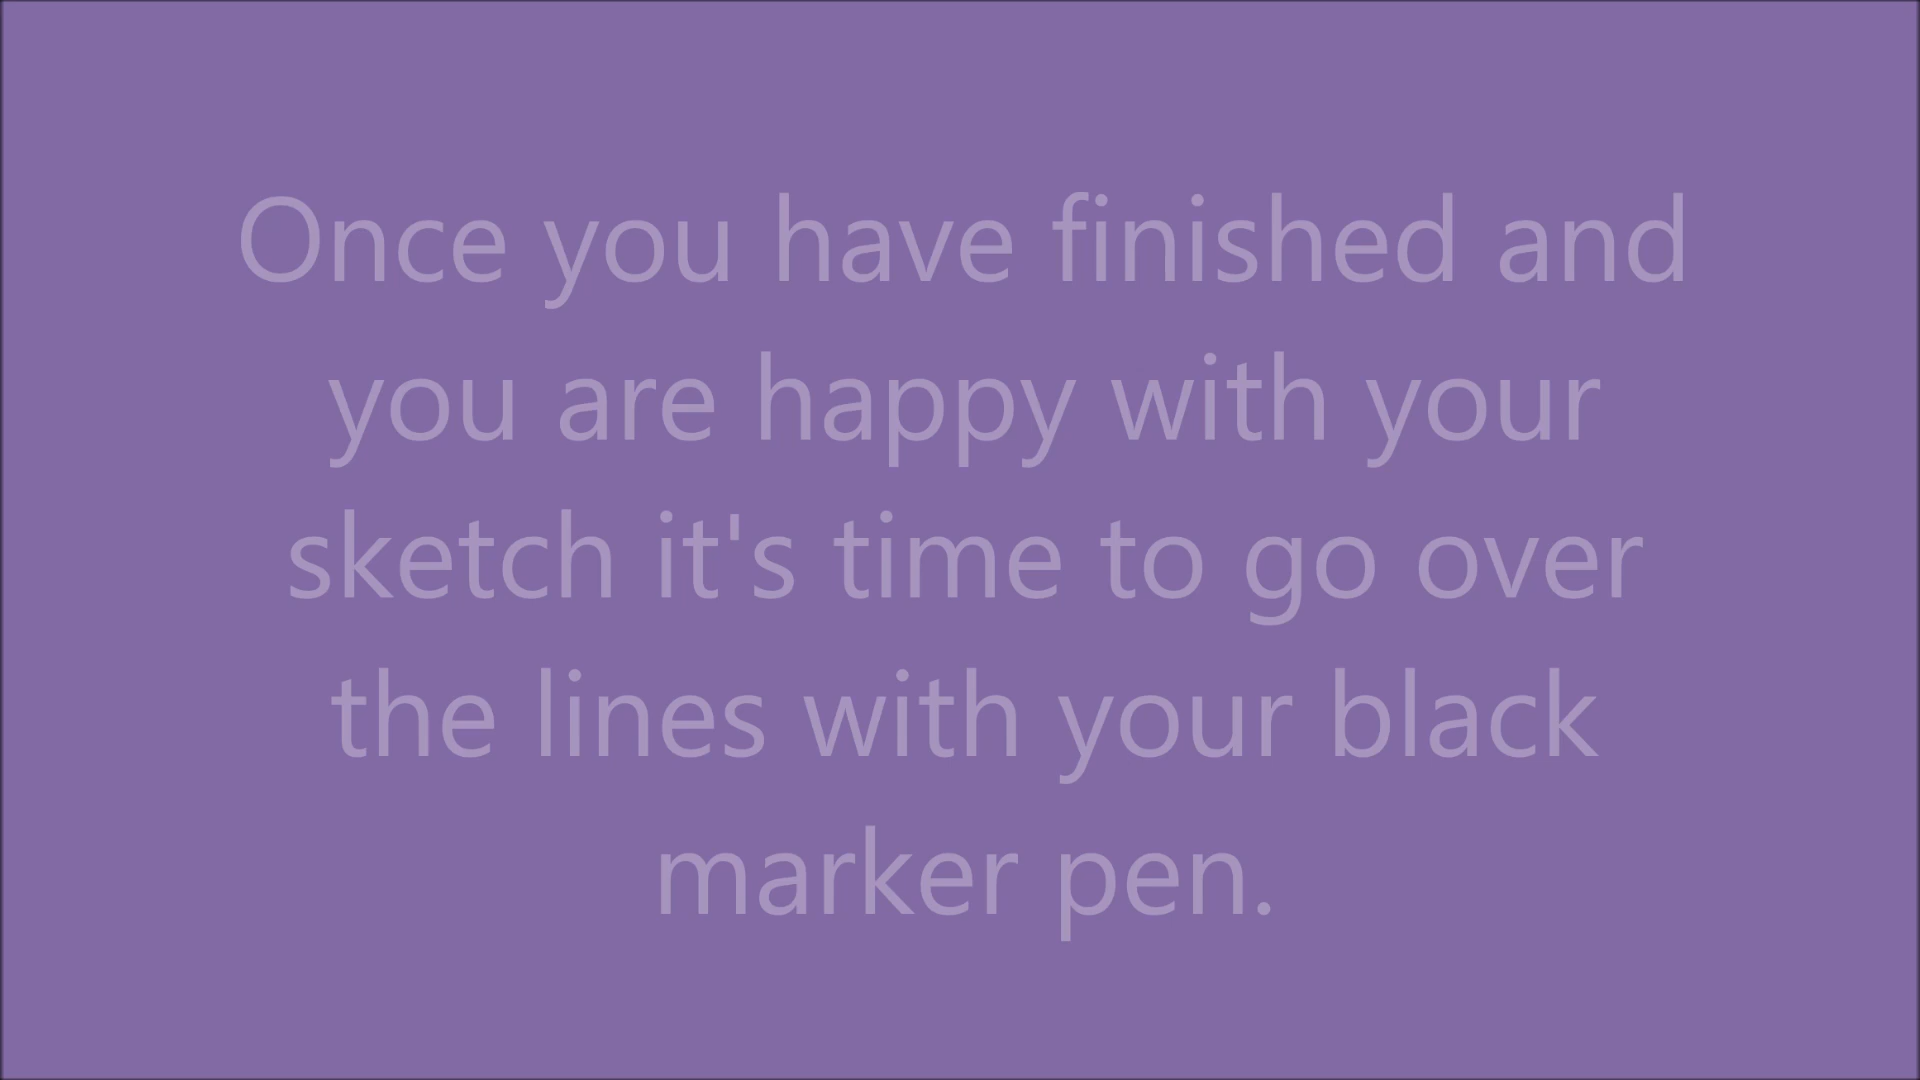 Once you have finished and
you are happy with your
sketch it's time to go over
the lines with your black
marker pen.